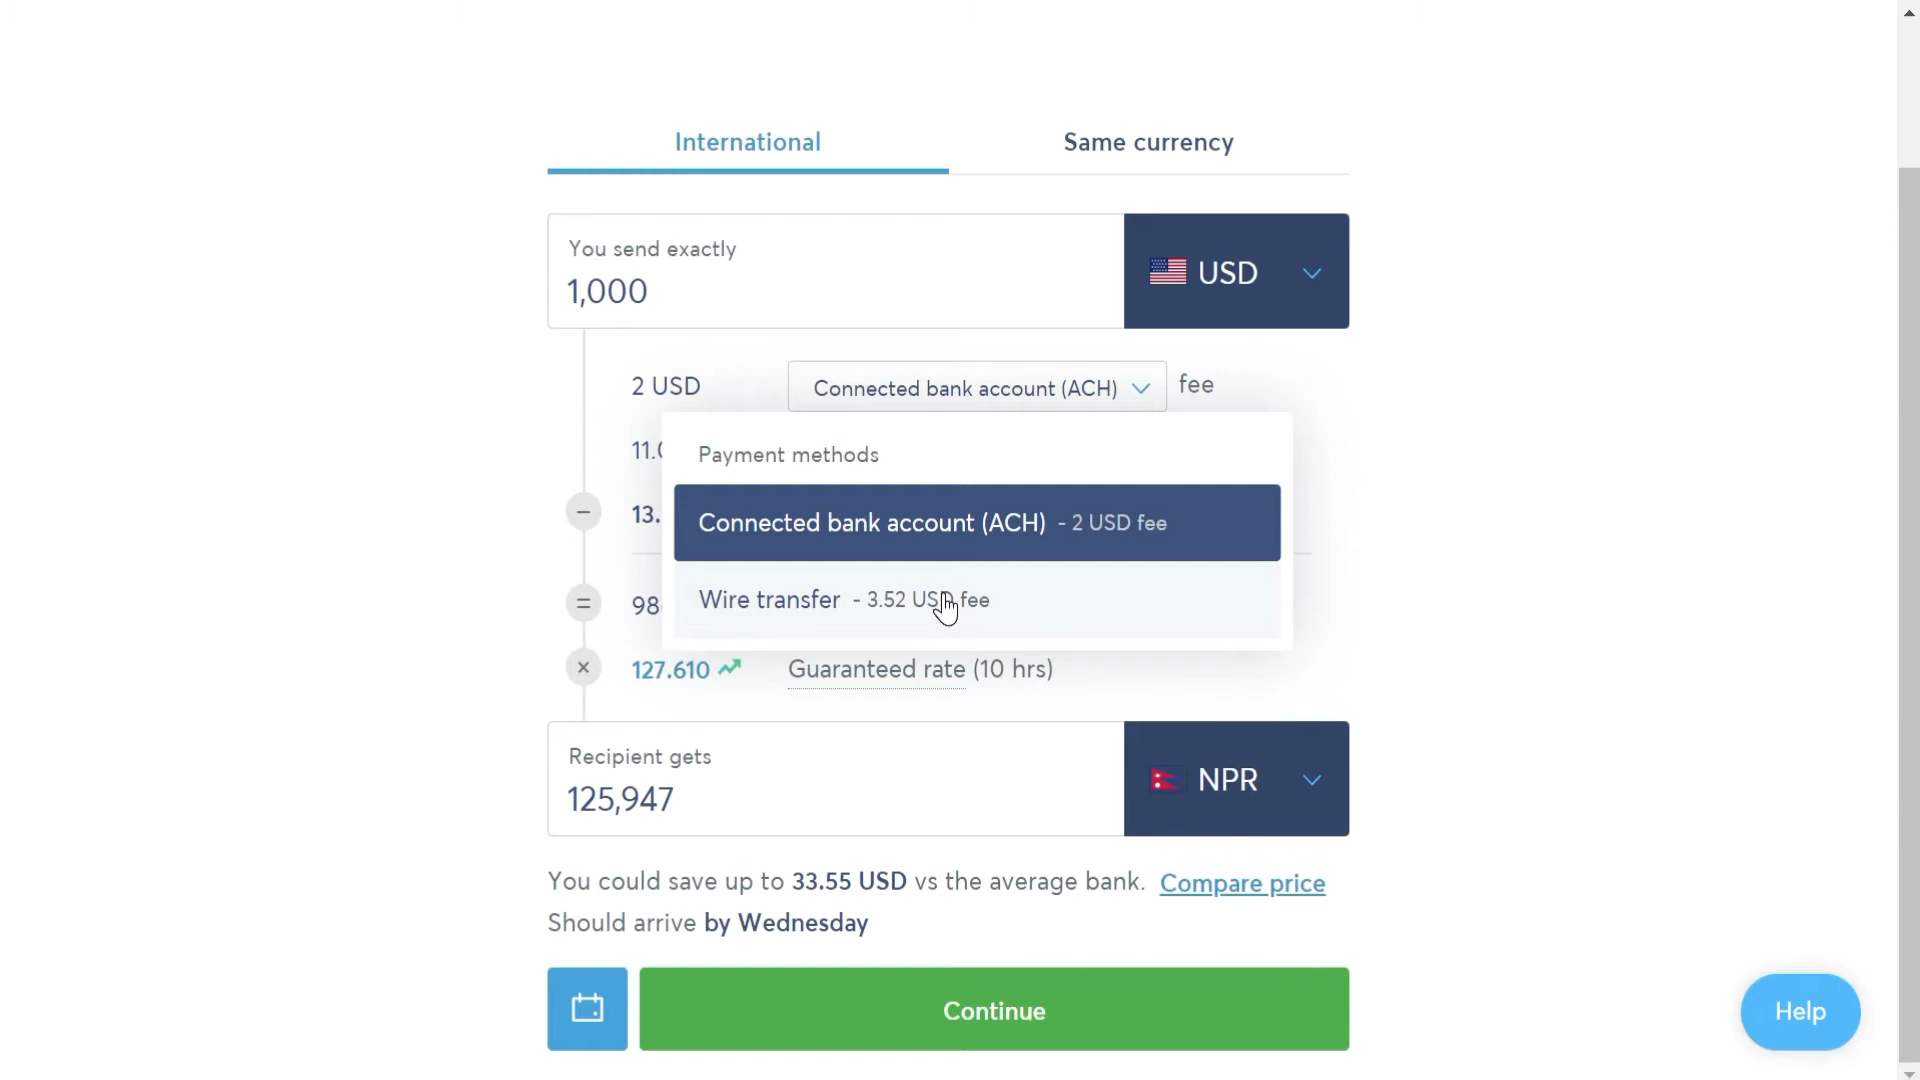 International
Same currency
You send exactly
1,000
USD
2 USD
Connected bank account (ACH)
fee
11.
Payment methods
13.
Connected bank account (ACH) - 2 USD fee
98
Wire transfer - 3.52 USD fee
127.610
Guaranteed rate (10 hrs)
Recipient gets
125,947
NPR
You could save up to 33.55 USD vs the average bank. Compare price
Should arrive by Wednesday
Continue
Help